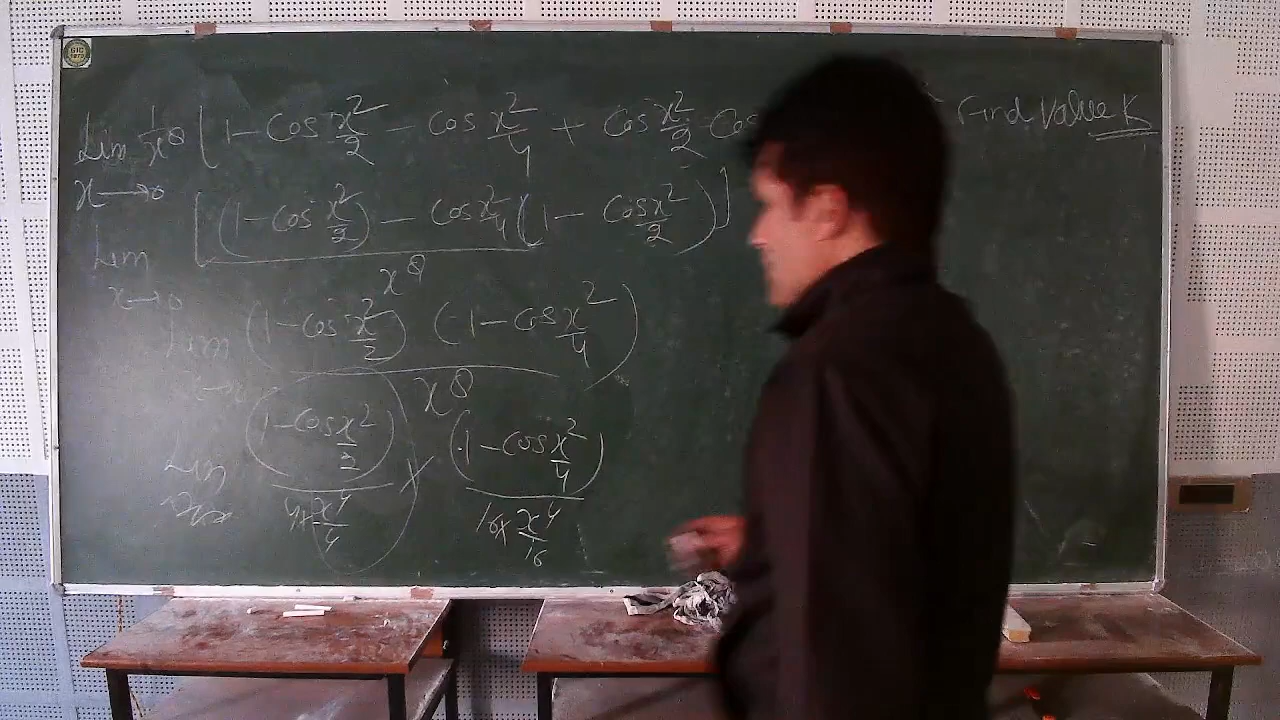 Lim 1/x⁸ [1 - Cos x²/2 - Cos x²/4 + Cos x²/2 Cos Find Value K
x → 0
[(1 - Cos x²/2) - Cos x²/4 (1 - Cos x²/2)]
Lim x⁸
x → 0
Lim (1 - Cos x²/2) (1 - Cos x²/4)
x⁸
Lim (1 - Cos x²/2) / 4 × x⁴/4 × (1 - Cos x²/4) / 16 × x⁴/16